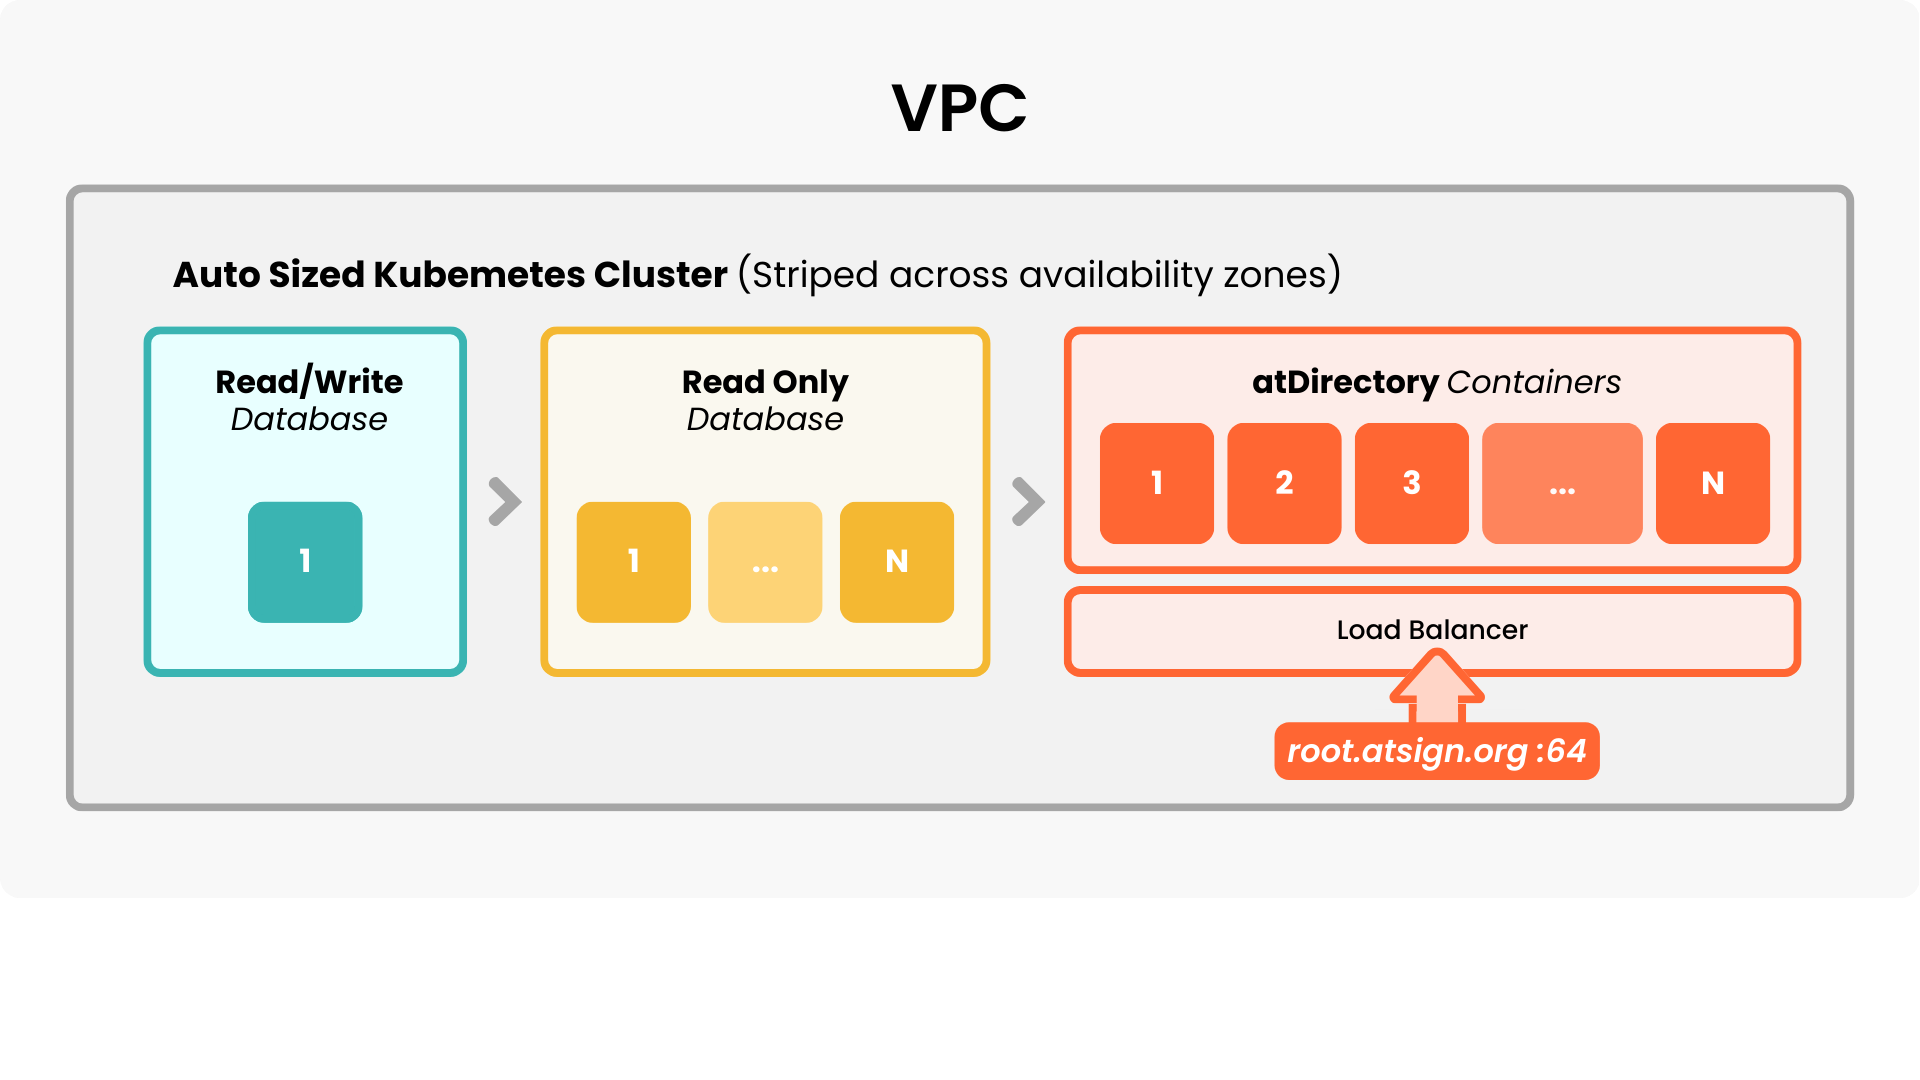 VPC
Auto Sized Kubemetes Cluster (Striped across availability zones)
Read/Write
Database
1
Read Only
Database
1
...
N
atDirectory Containers
1
2
3
...
N
Load Balancer
root.atsign.org :64